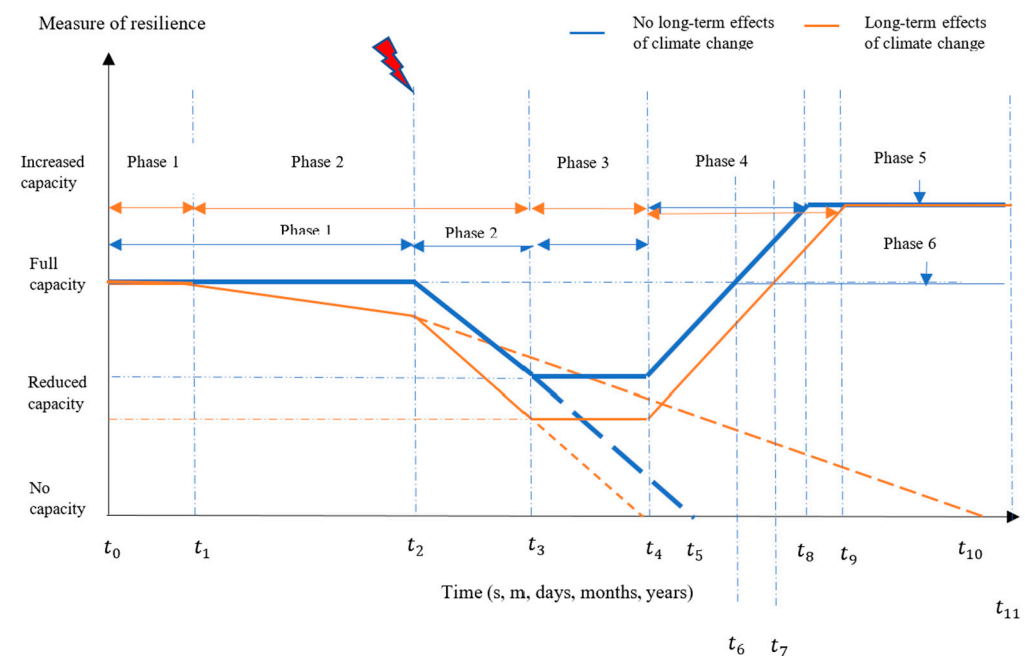 Measure of resilience
No long-term effects
of climate change
Long-term effects
of climate change
Increased
capacity
Phase 1
Phase 2
Phase 3
Phase 4
Phase 5
Phase 1
Phase 2
Phase 6
Full
capacity
Reduced
capacity
No
capacity
t0
t1
t2
t3
t4
t5
t8
t9
t10
Time (s, m, days, months, years)
t11
t6
t7